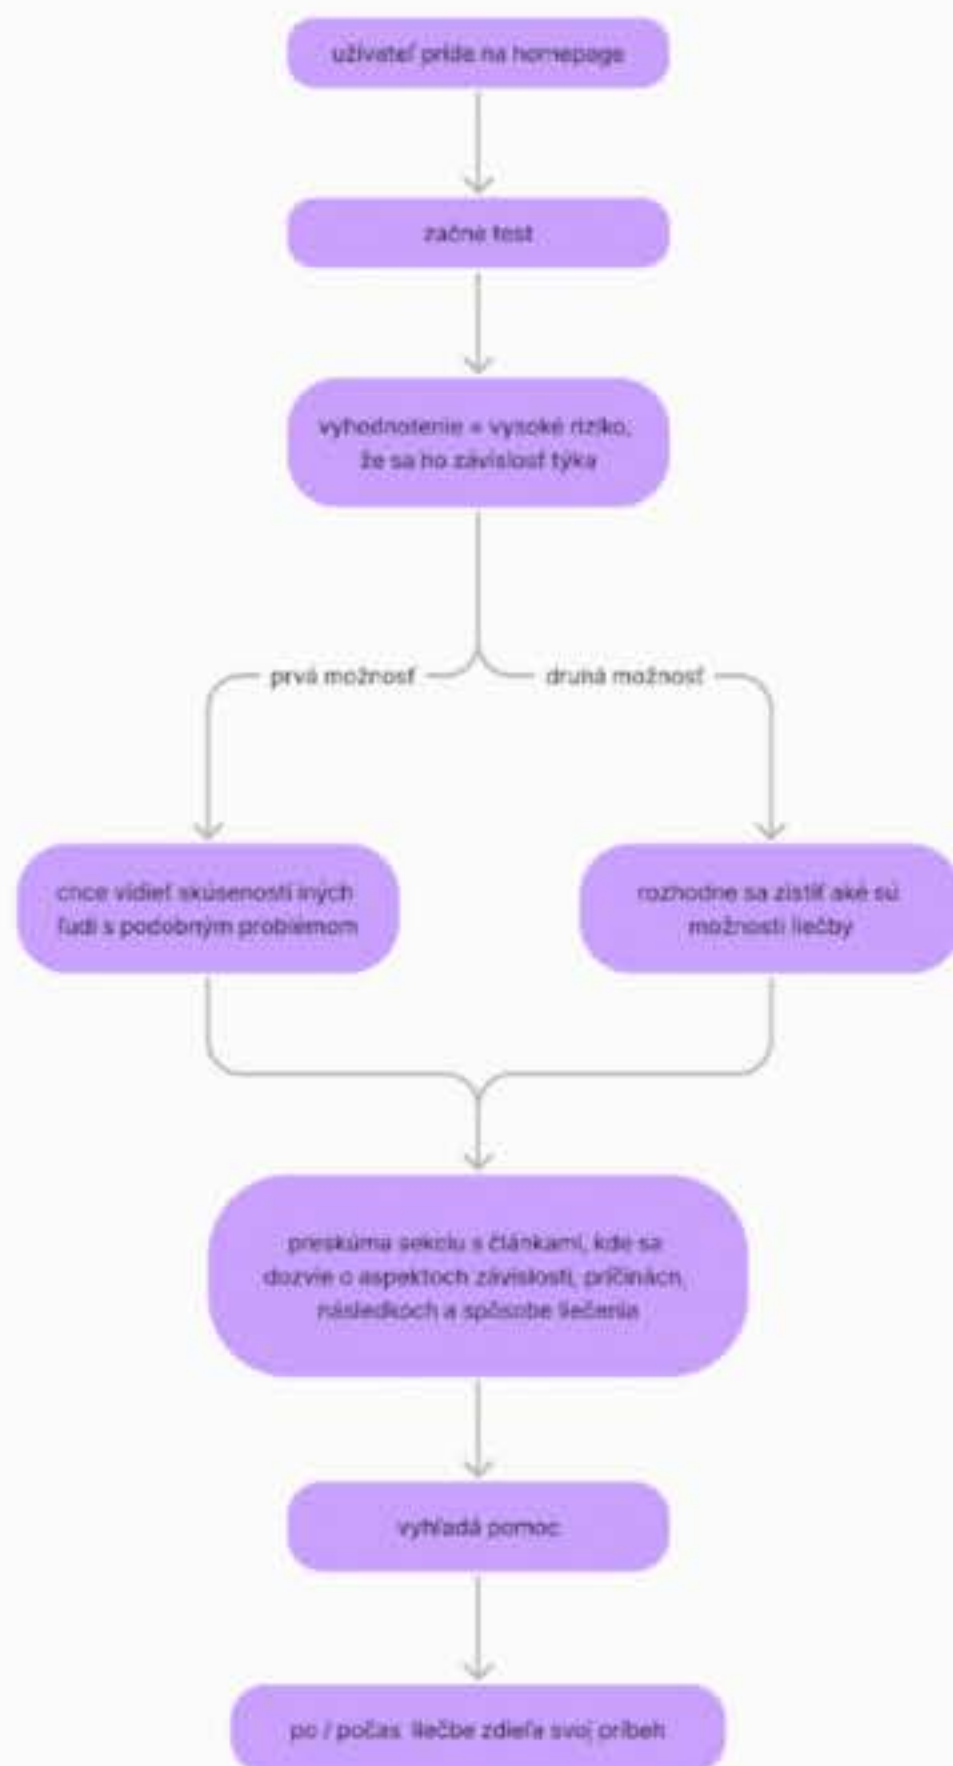 užívateľ príde na homepage
začne test
vyhodnotenie = vysoké riziko,
že sa ho závislosť týka
prvá možnosť
druhá možnosť
chce vidieť skúsenosti iných
ľudí s podobným problémom
rozhodne sa zistiť aké sú
možnosti liečby
preskúma sekciu s článkami, kde sa
dozvie o aspektoch závislosti, príčinách,
následkoch a spôsobe liečenia
vyhľadá pomoc
po / počas liečbe zdieľa svoj príbeh